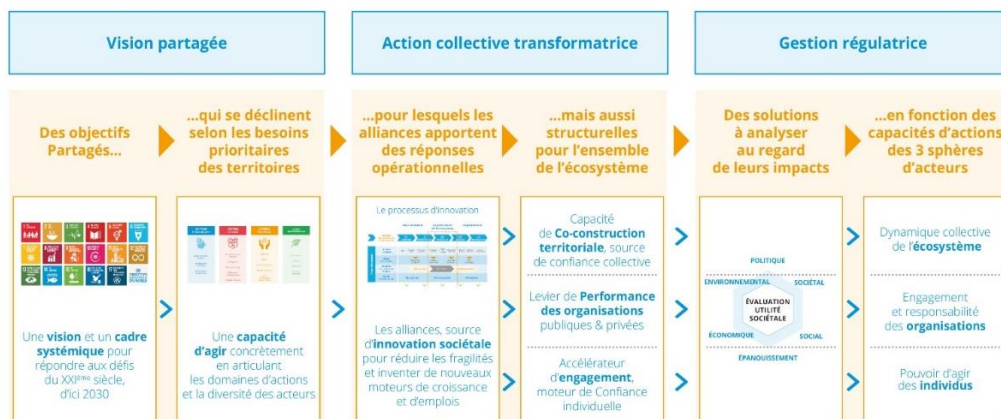 Vision partagée
Action collective transformatrice
Gestion régulatrice
Des objectifs
Partagés...
...qui se déclinent
selon les besoins
prioritaires
des territoires
...pour lesquels les
alliances apportent
des réponses
opérationnelles
...mais aussi
structurelles
pour l'ensemble
de l'écosystème
Des solutions
à analyser
au regard
de leurs impacts
...en fonction des
capacités d'actions
des 3 sphères
d'acteurs
Une vision et un cadre
systémique pour
répondre aux défis
du XXIème siècle,
d'ici 2030
Une capacité
d'agir concrètement
en articulant
les domaines d'actions
et la diversité des acteurs
Le processus d'innovation
Les alliances, source
d'innovation sociétale
pour réduire les fragilités
et inventer de nouveaux
moteurs de croissance
et d'emplois
Capacité
de Co-construction
territoriale, source
de confiance collective
Levier de Performance
des organisations
publiques & privées
Accélérateur
d'engagement,
moteur de Confiance
individuelle
POLITIQUE
ENVIRONNEMENTAL
SOCIÉTAL
ÉVALUATION
UTILITÉ
SOCIÉTALE
ÉCONOMIQUE
SOCIAL
ÉPANOUISSEMENT
Dynamique collective
de l'écosystème
Engagement
et responsabilité
des organisations
Pouvoir d'agir
des individus